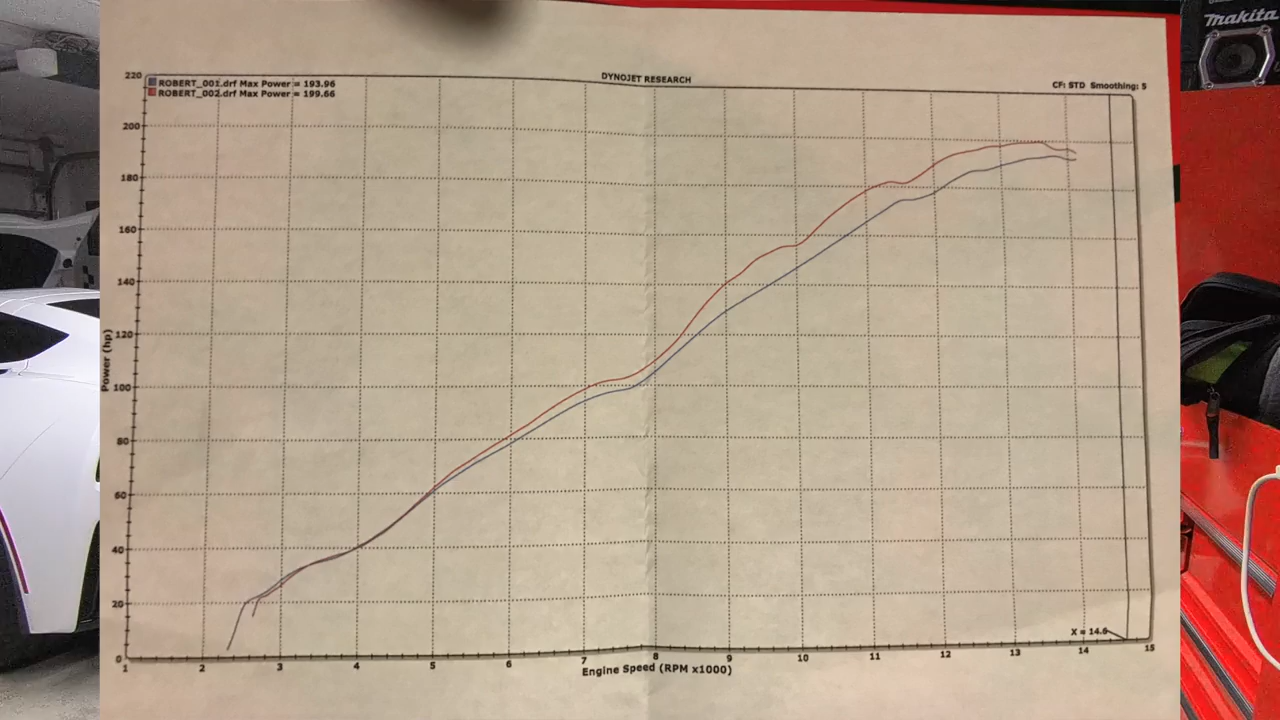 makita
DYNOJET RESEARCH
ROBERT_001.drf Max Power = 193.96
ROBERT_002.drf Max Power = 199.66
CF: STD Smoothing: 5
220
200
180
160
140
120
100
80
60
40
20
0
Power (hp)
X = 14.6
1 2 3 4 5 6 7 8 9 10 11 12 13 14 15
Engine Speed (RPM x1000)